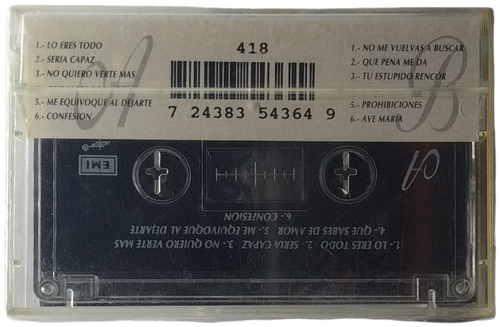 A
1.- LO ERES TODO
2.- SERIA CAPAZ
3.- NO QUIERO VERTE MAS
5.- ME EQUIVOQUE AL DEJARTE
6.- CONFESION
418
7 24383 54364 9
B
1.- NO ME VUELVAS A BUSCAR
2.- QUE PENA ME DA
3.- TU ESTUPIDO RENCOR
5.- PROHIBICIONES
6.- AVE MARIA
EMI
A
1.- LO ERES TODO 2.- SERIA CAPAZ 3.- NO QUIERO VERTE MAS
4.- QUE SABES DE AMOR 5.- ME EQUIVOQUE AL DEJARTE
6.- CONFESION